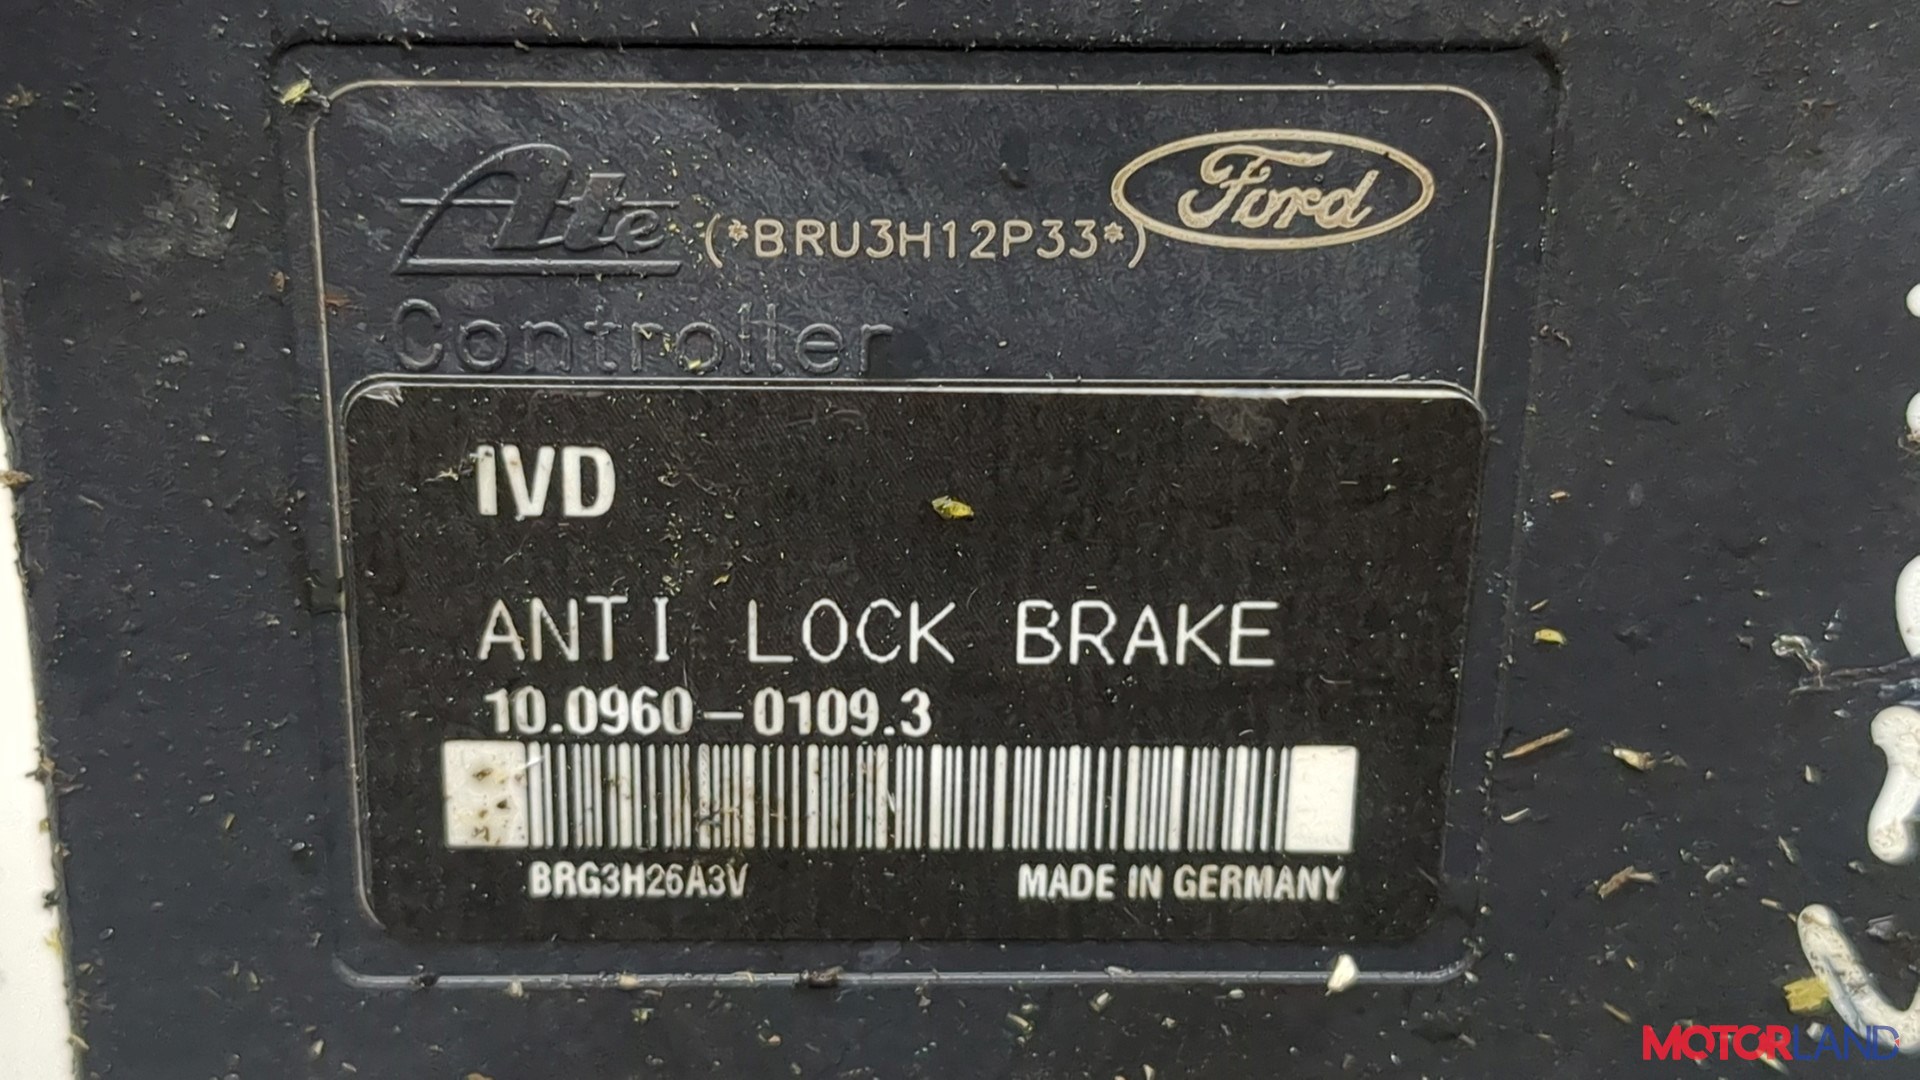 Ate
(*BRU3H12P33*)
Ford
Controller
IVD
ANTI LOCK BRAKE
10.0960-0109.3
BRG3H26A3V
MADE IN GERMANY
MOTORLAND